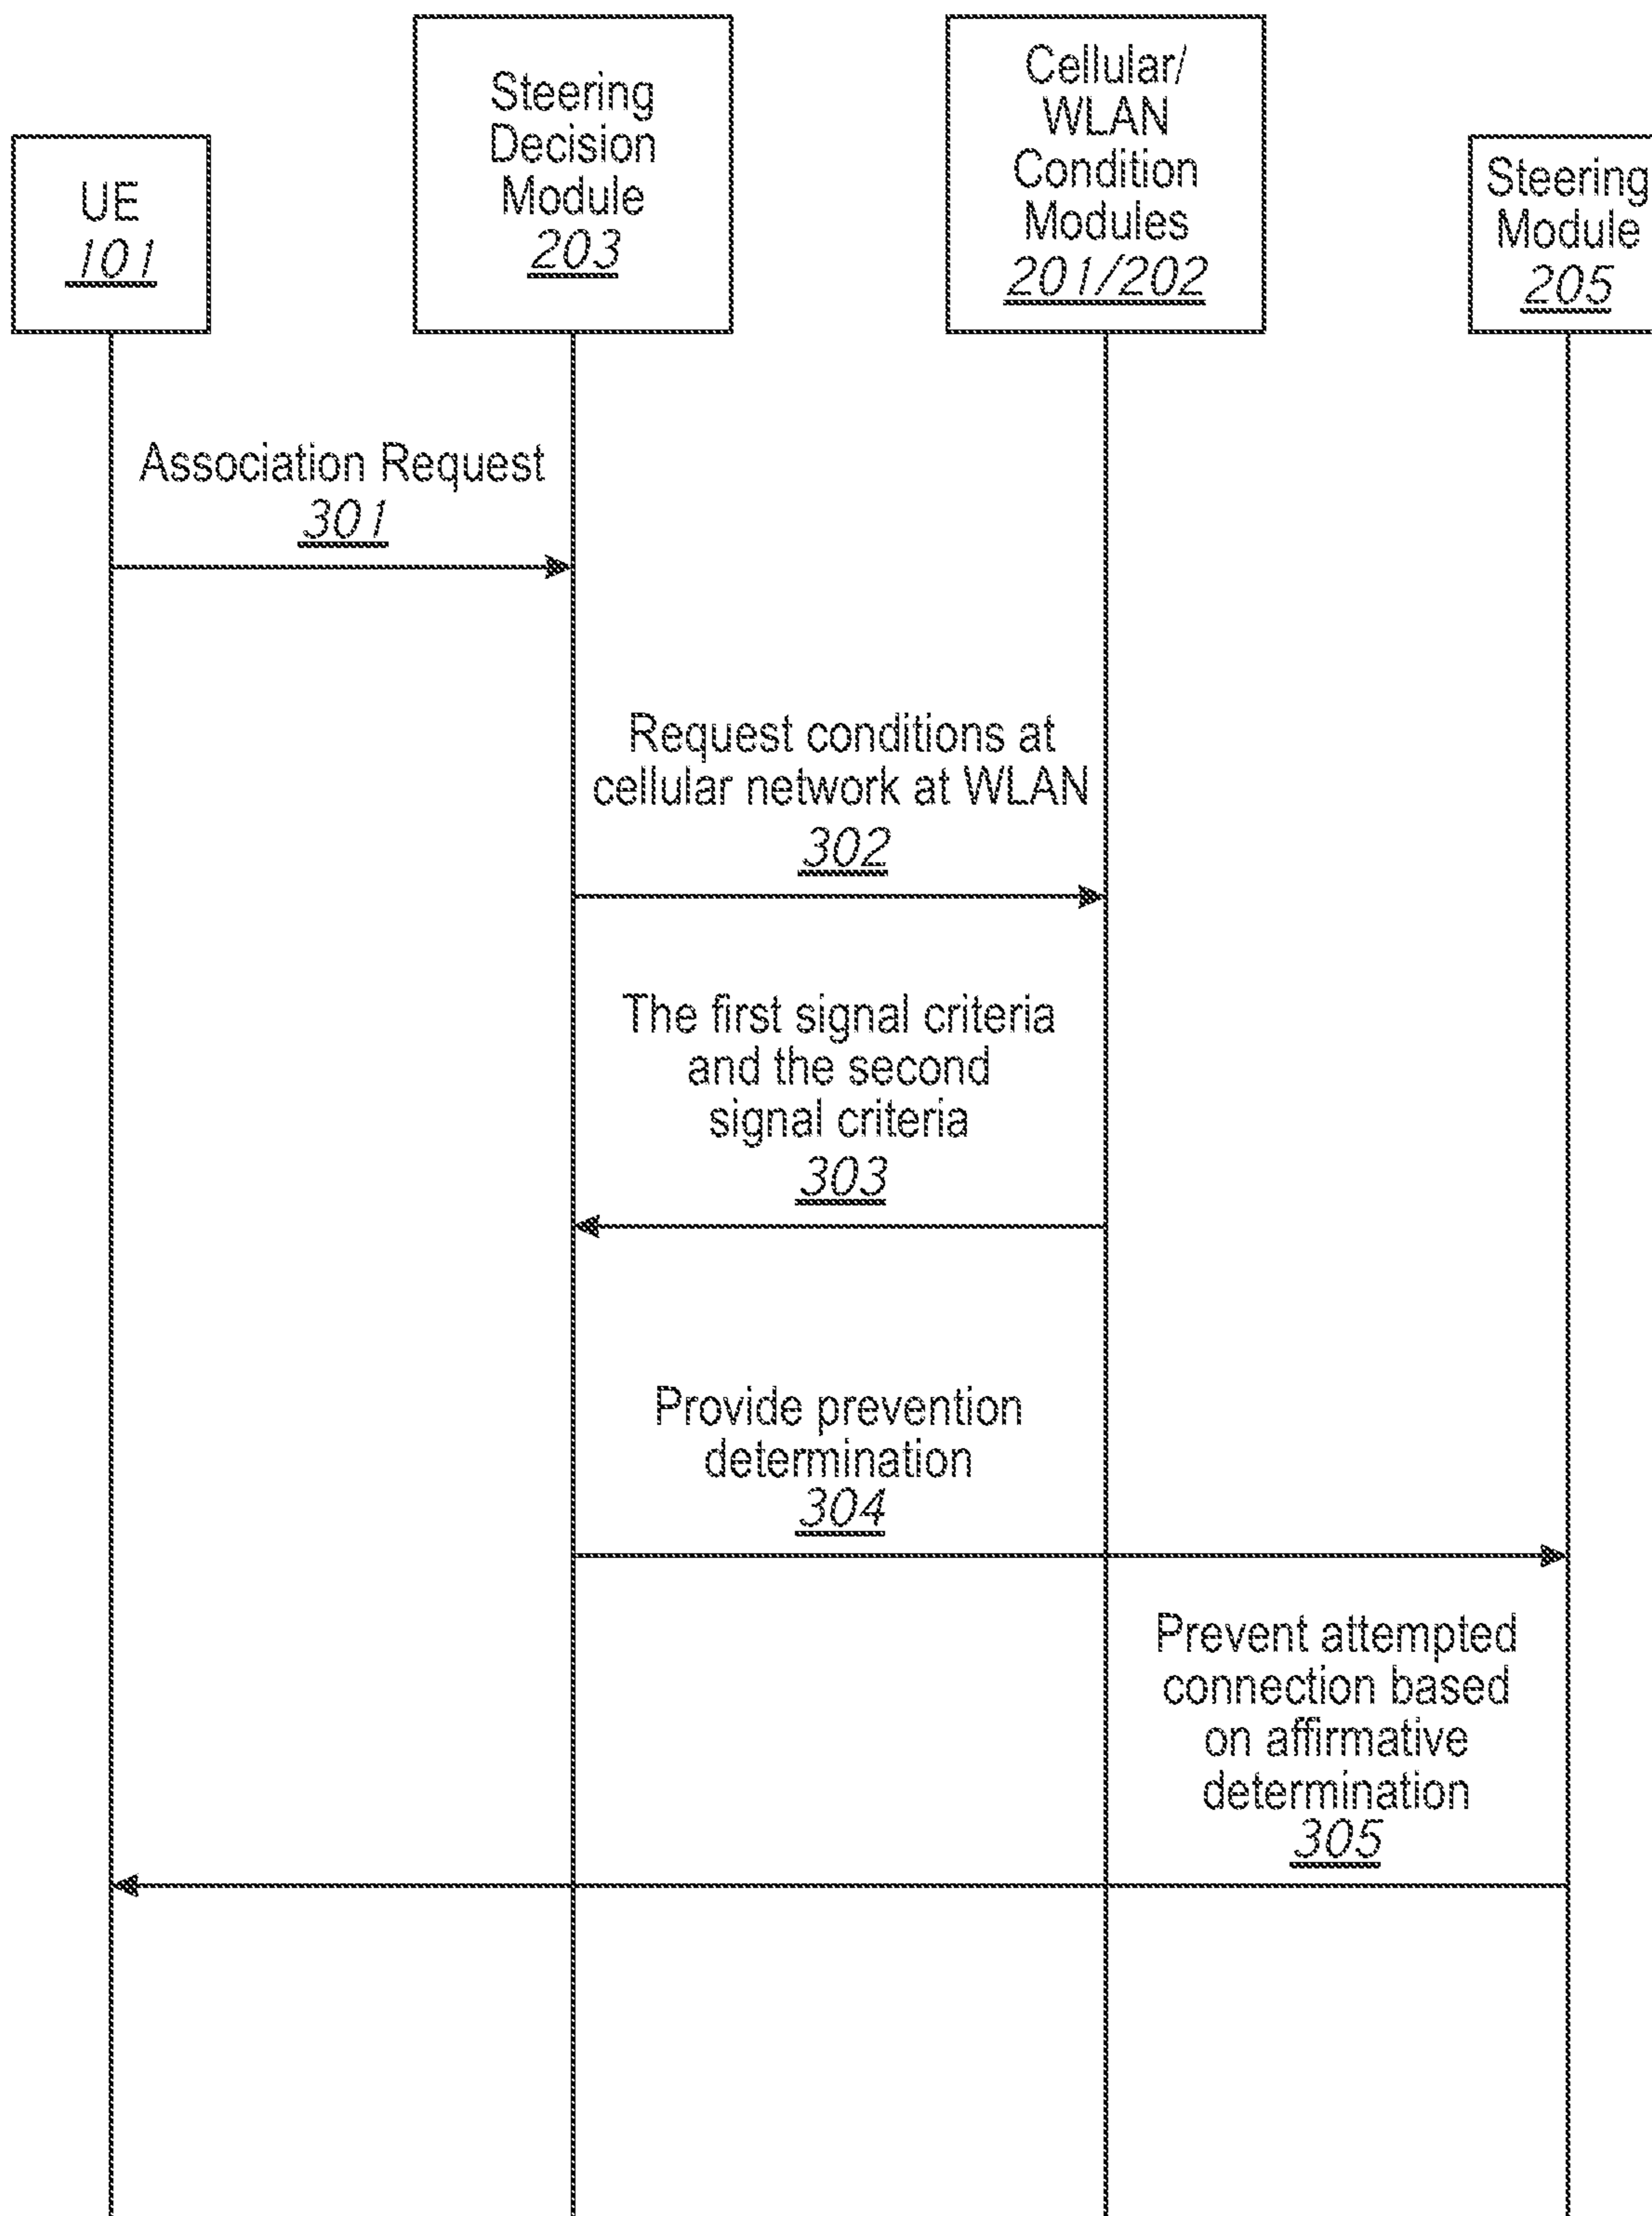 UE
101
Steering
Decision
Module
203
Cellular/
WLAN
Condition
Modules
201/202
Steering
Module
205
Association Request
301
Request conditions at
cellular network at WLAN
302
The first signal criteria
and the second
signal criteria
303
Provide prevention
determination
304
Prevent attempted
connection based
on affirmative
determination
305